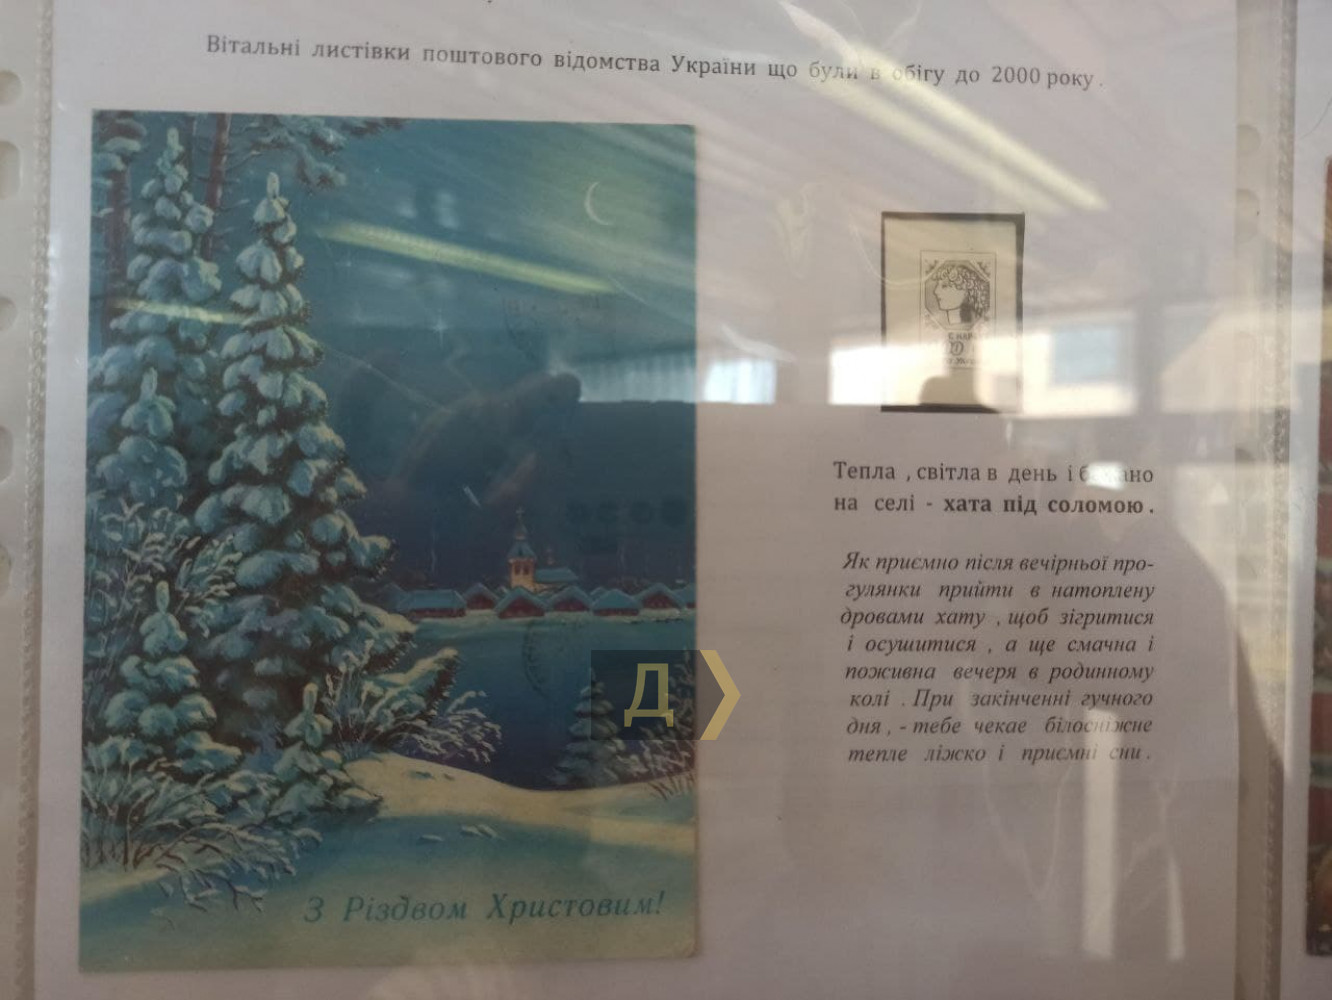 Вітальні листівки поштового відомства України що були в обігу до 2000 року .
Тепла , світла в день і
на селі - хата під соломою .
Як приємно після вечірньої про-
гулянки прийти в натоплену
дровами хату , щоб зігритися
і осушитися , а ще смачна і
поживна вечеря в родинному
колі . При закінченні гучного
дня , - тебе чекае білосніжне
тепле ліжко і приємні сни .
З Різдвом Христовим!
Д